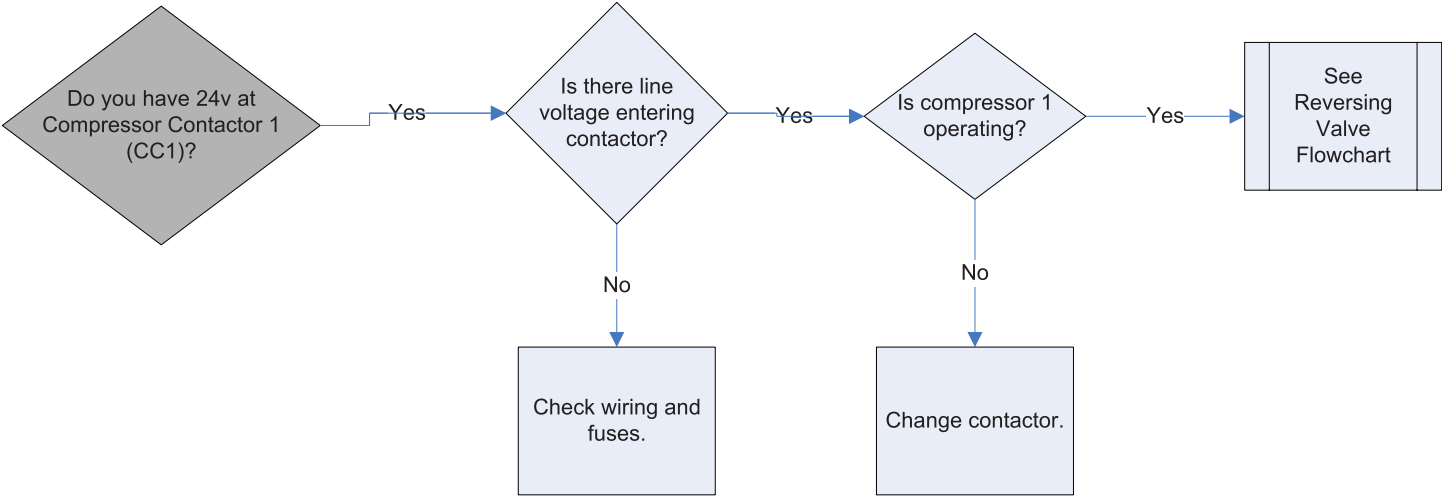 Do you have 24v at
Compressor Contactor 1
(CC1)?
Yes
Is there line
voltage entering
contactor?
Yes
Is compressor 1
operating?
Yes
See
Reversing
Valve
Flowchart
No
No
Check wiring and
fuses.
Change contactor.